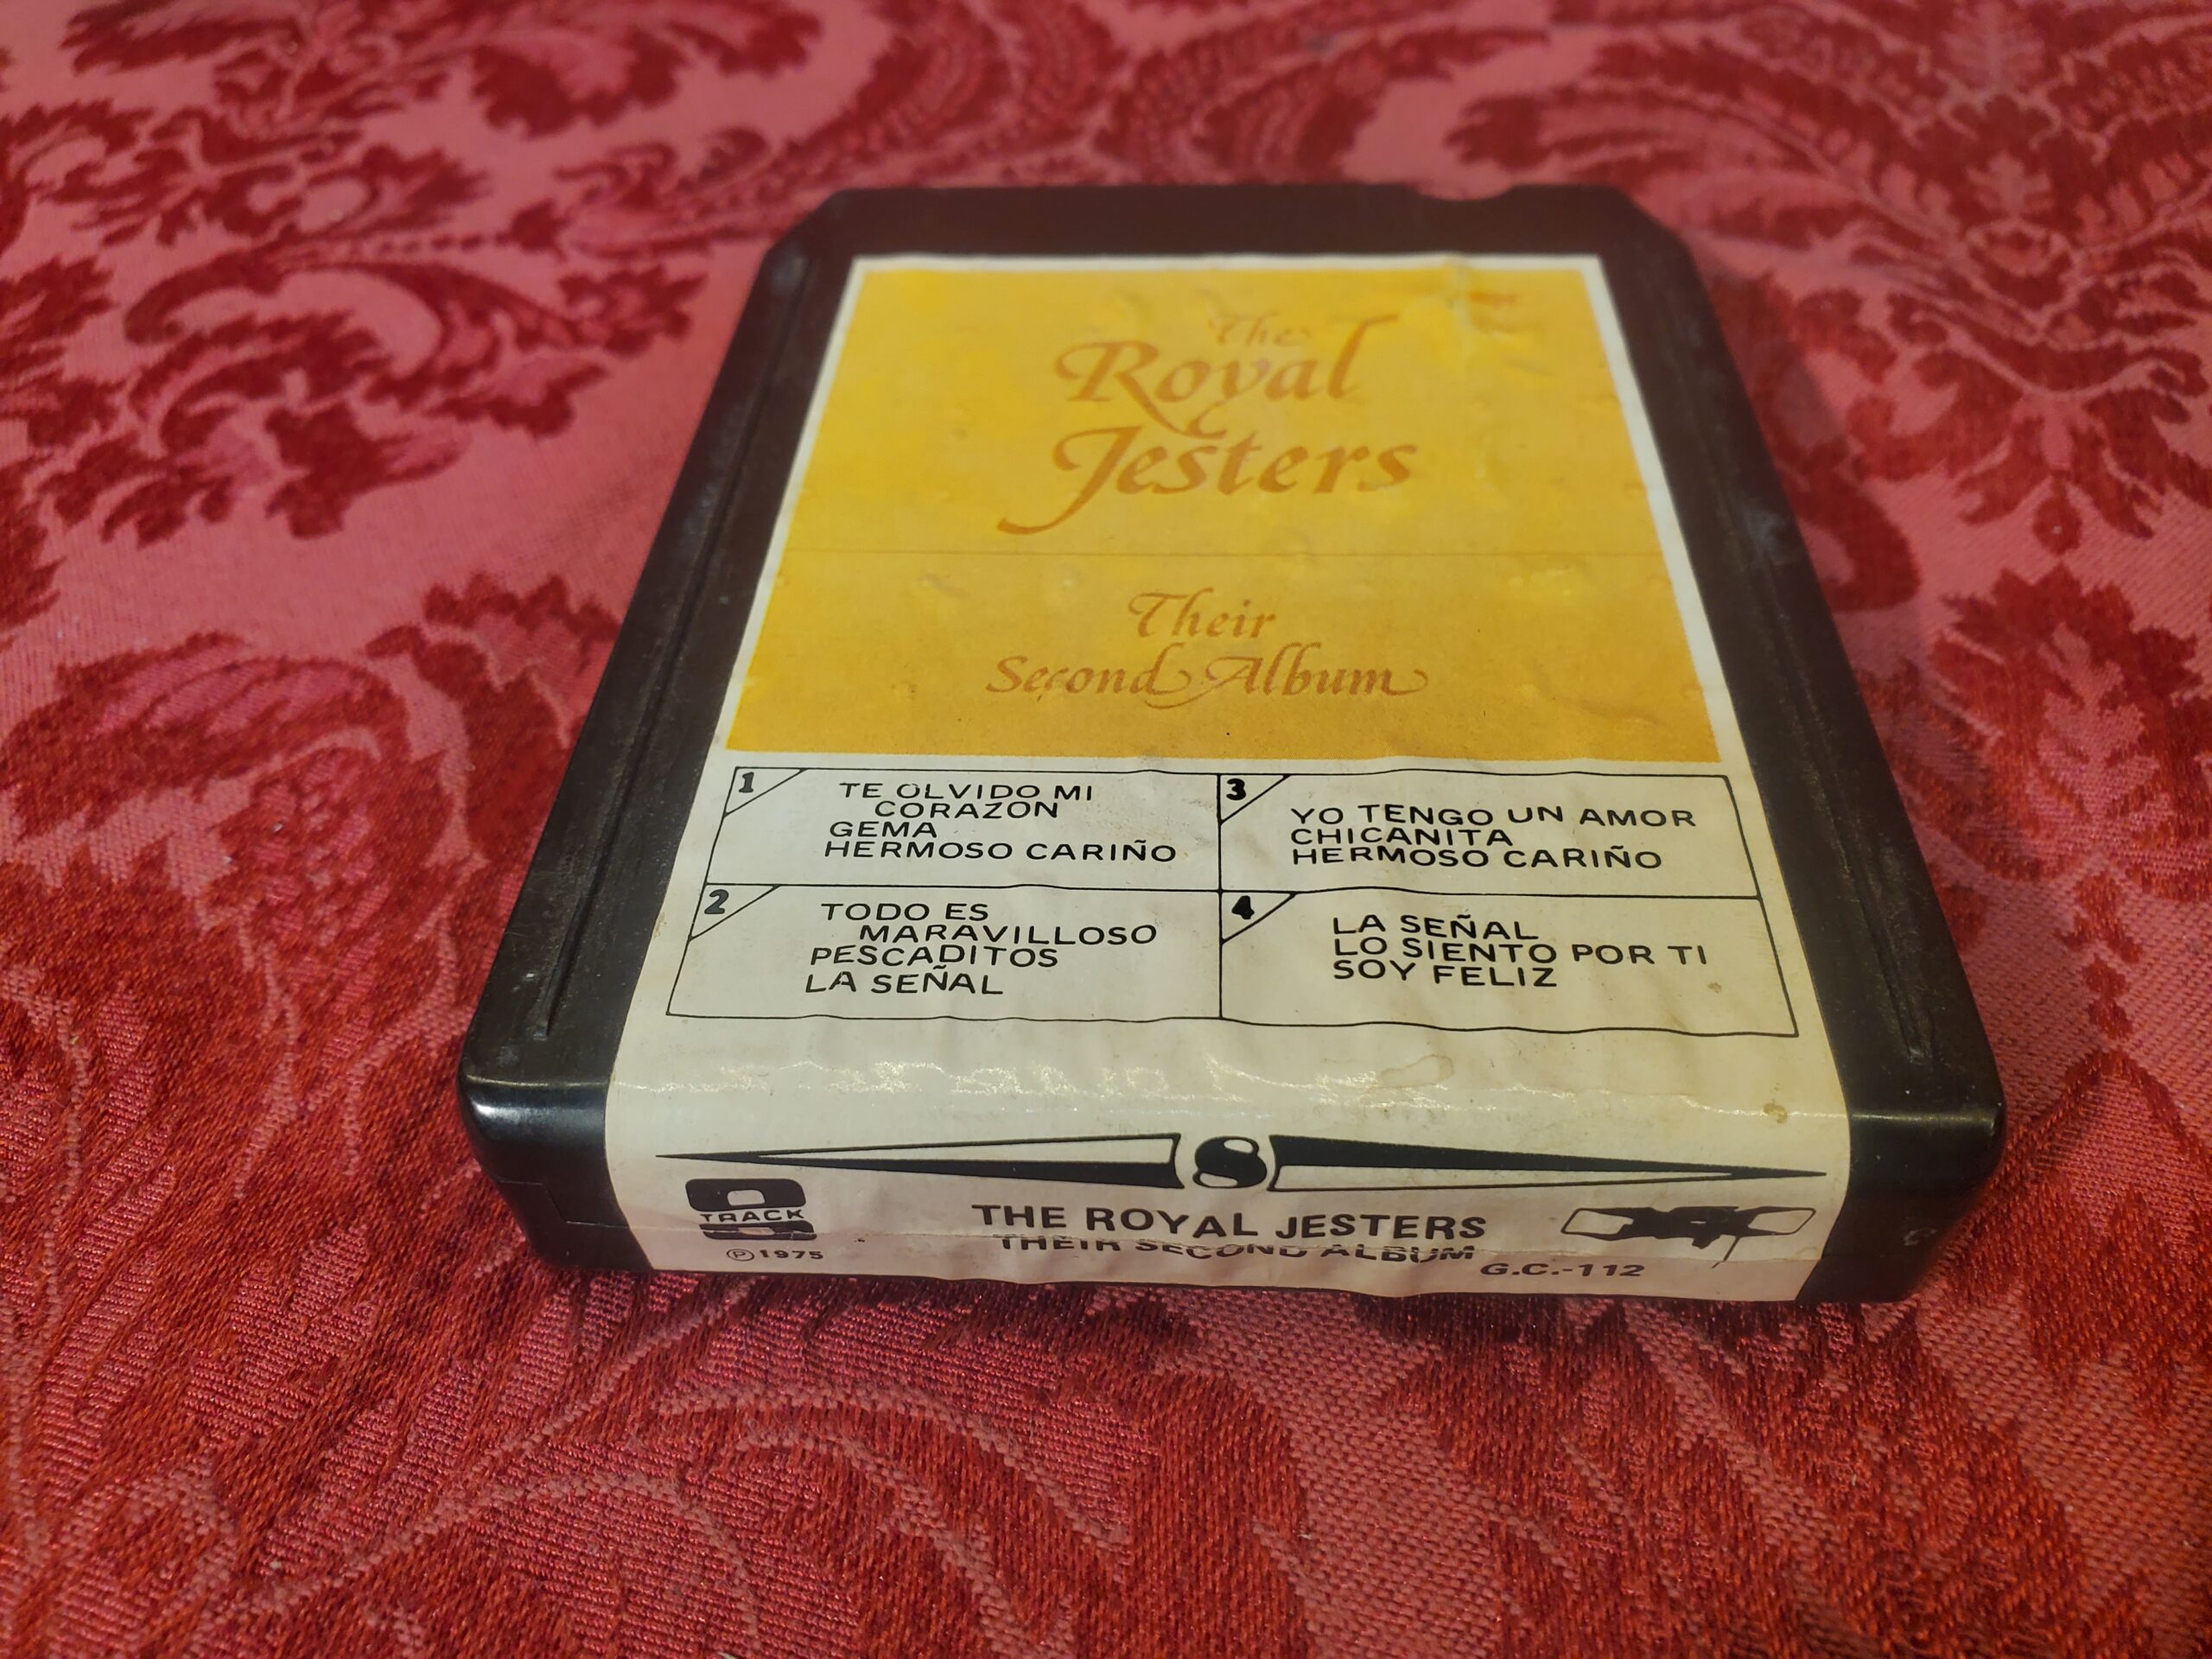 The
Royal
Jesters
Their
Second Album
1
TE OLVIDO MI
CORAZON
GEMA
HERMOSO CARIÑO
2
TODO ES
MARAVILLOSO
PESCADITOS
LA SEÑAL
3
YO TENGO UN AMOR
CHICANITA
HERMOSO CARIÑO
4
LA SEÑAL
LO SIENTO POR TI
SOY FELIZ
8
8 TRACK
THE ROYAL JESTERS
THEIR SECOND ALBUM
℗ 1975
G.C.-112